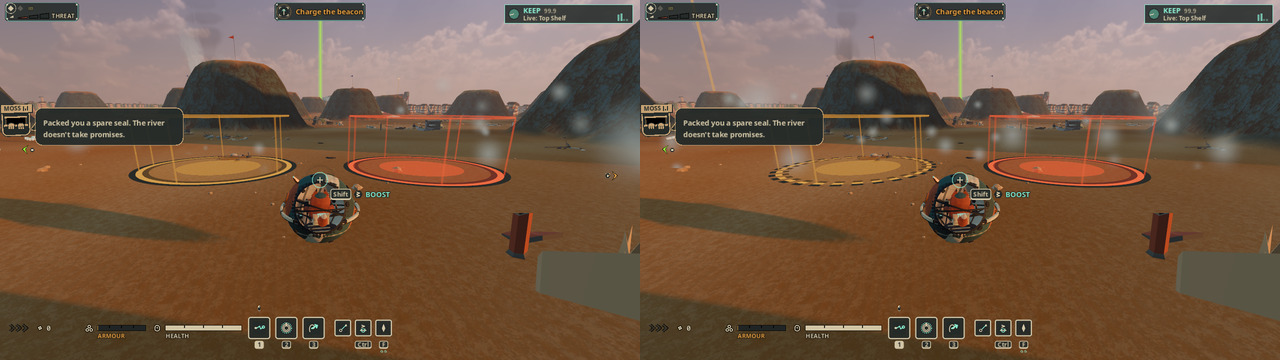 THREAT
Charge the beacon
KEEP 99.9
Live: Top Shelf
MOSS
Packed you a spare seal. The river
doesn't take promises.
Shift
BOOST
0
ARMOUR
HEALTH
1
2
3
Ctrl
F
THREAT
Charge the beacon
KEEP 99.9
Live: Top Shelf
MOSS
Packed you a spare seal. The river
doesn't take promises.
Shift
BOOST
0
ARMOUR
HEALTH
1
2
3
Ctrl
F